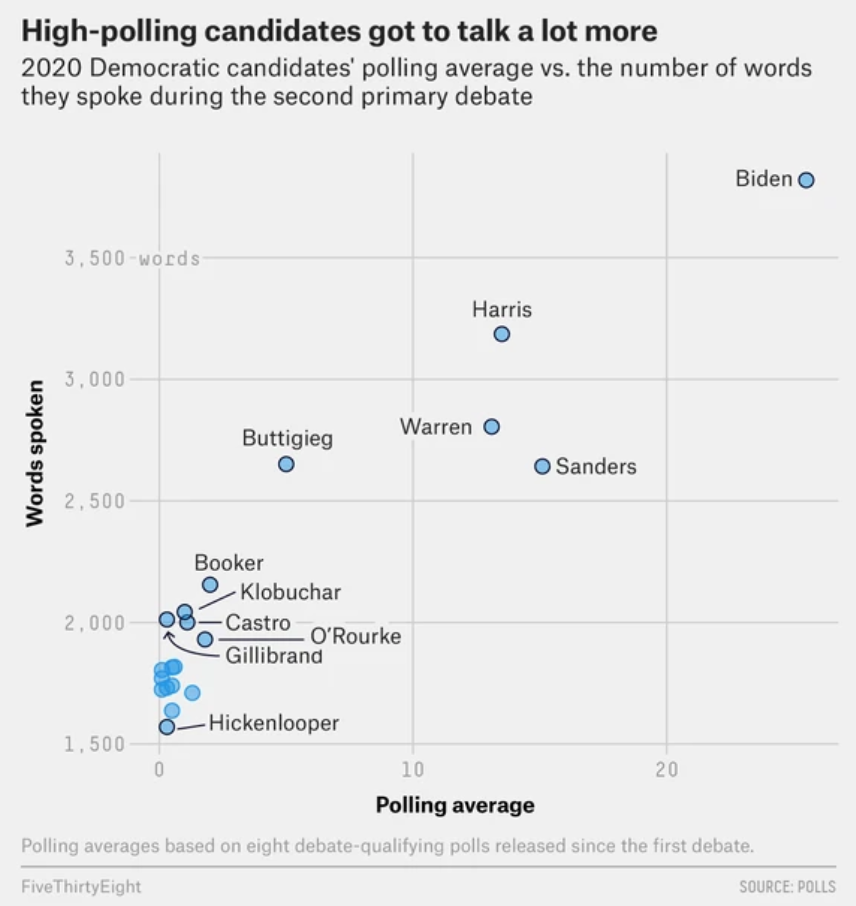 High-polling candidates got to talk a lot more
2020 Democratic candidates' polling average vs. the number of words
they spoke during the second primary debate
Biden
3,500 words
Harris
3,000
Warren
Buttigieg
Sanders
Words spoken
2,500
Booker
Klobuchar
2,000
Castro
O’Rourke
Gillibrand
Hickenlooper
1,500
0 10 20
Polling average
Polling averages based on eight debate-qualifying polls released since the first debate.
FiveThirtyEight SOURCE: POLLS